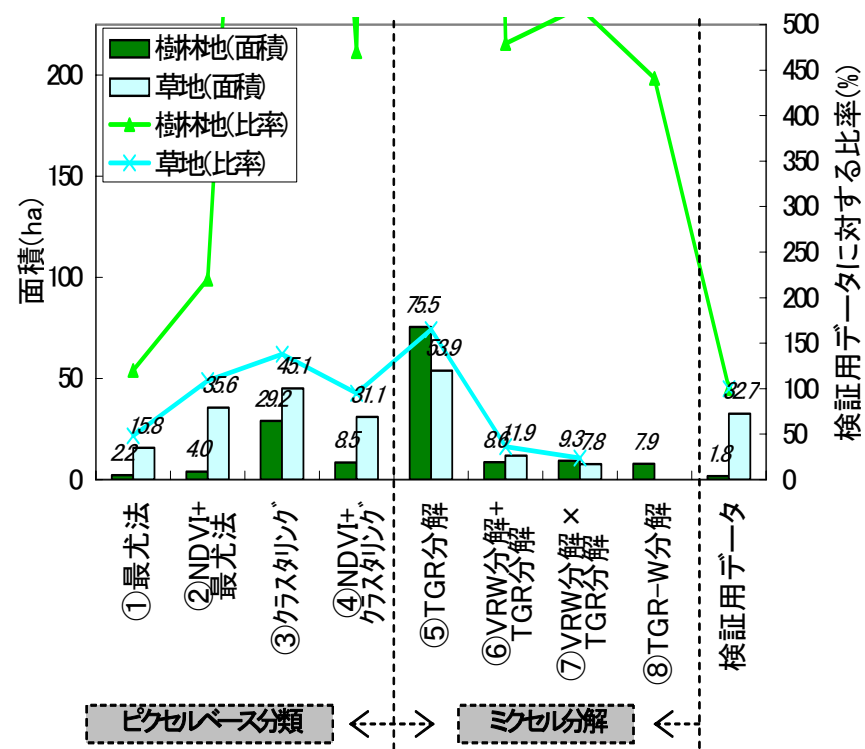 樹林地(面積)
草地(面積)
樹林地(比率)
草地(比率)
面積(ha)
200
150
100
50
0
検証用データに対する比率(%)
500
450
400
350
300
250
200
150
100
50
0
2.2
15.8
4.0
35.6
29.2
45.1
8.5
31.1
75.5
53.9
8.6
11.9
9.3
7.8
7.9
1.8
32.7
①最尤法
②NDVI+
最尤法
③クラスタリング
④NDVI+
クラスタリング
⑤TGR分解
⑥VRW分解+
TGR分解
⑦VRW分解×
TGR分解
⑧TGR-W分解
検証用データ
ピクセルベース分類
ミクセル分解